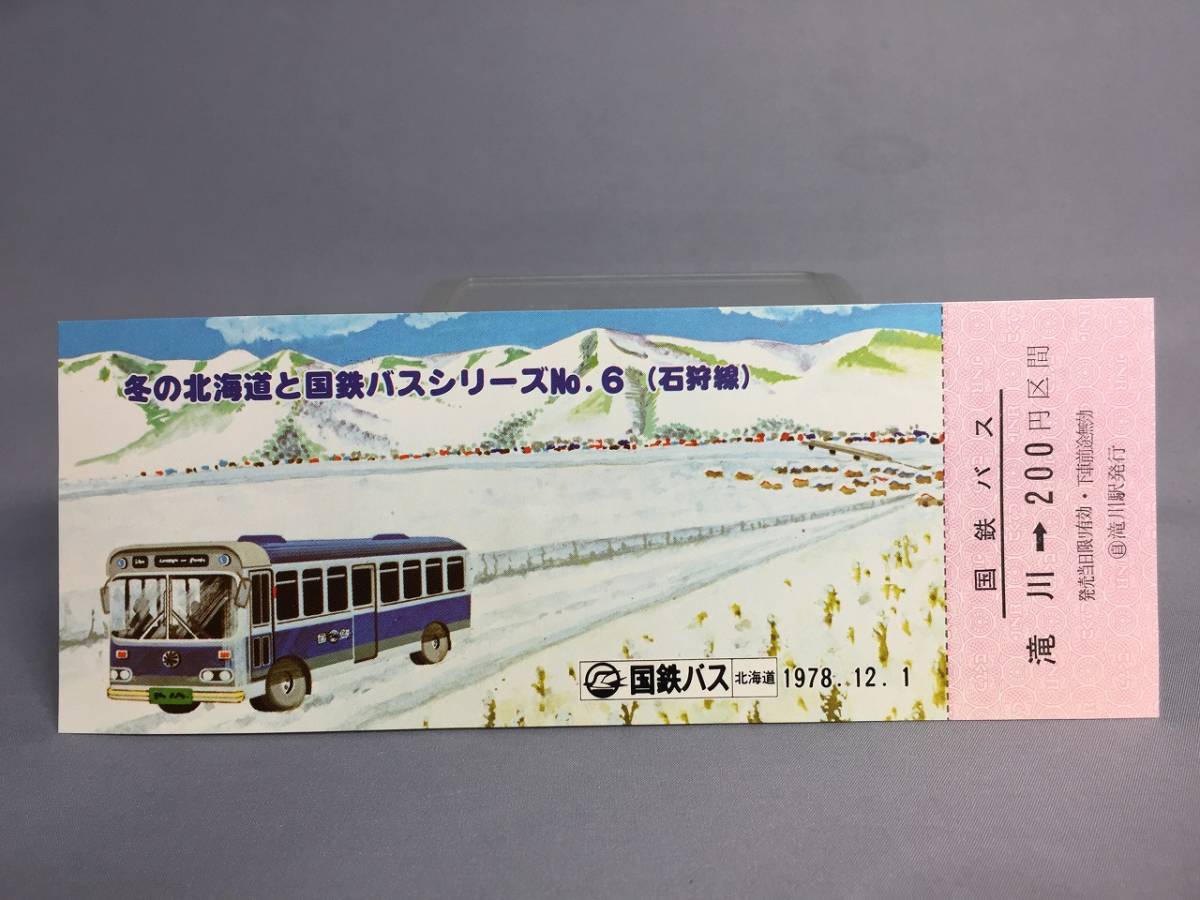 冬の北海道と国鉄バスシリーズNo.6（石狩線）
国鉄バス 北海道 1978.12.1
国鉄バス
滝川➡200円区間
発売当日限り有効・下車前途無効
㊂滝川駅発行